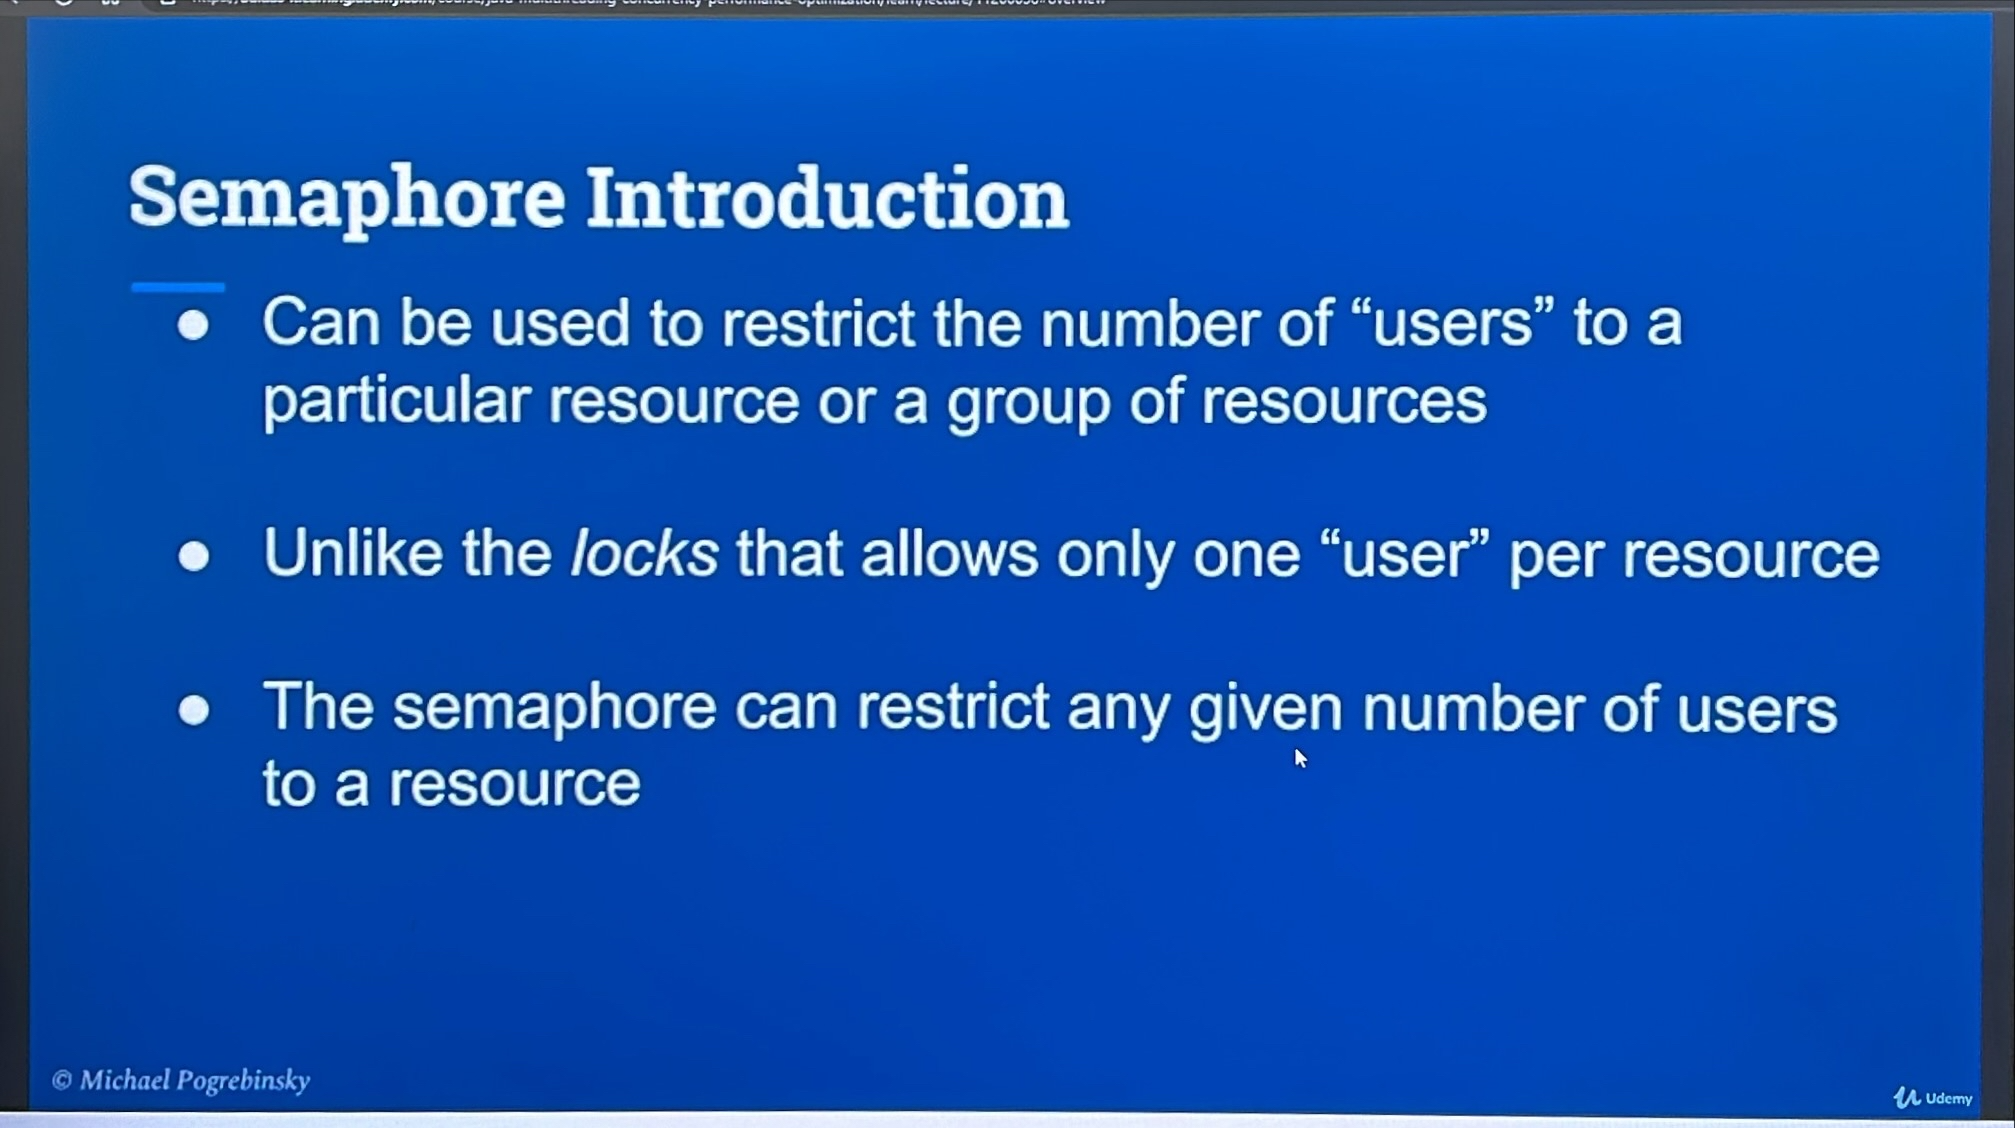 Semaphore Introduction
● Can be used to restrict the number of “users” to a
particular resource or a group of resources
● Unlike the locks that allows only one “user” per resource
● The semaphore can restrict any given number of users
to a resource
© Michael Pogrebinsky
Udemy